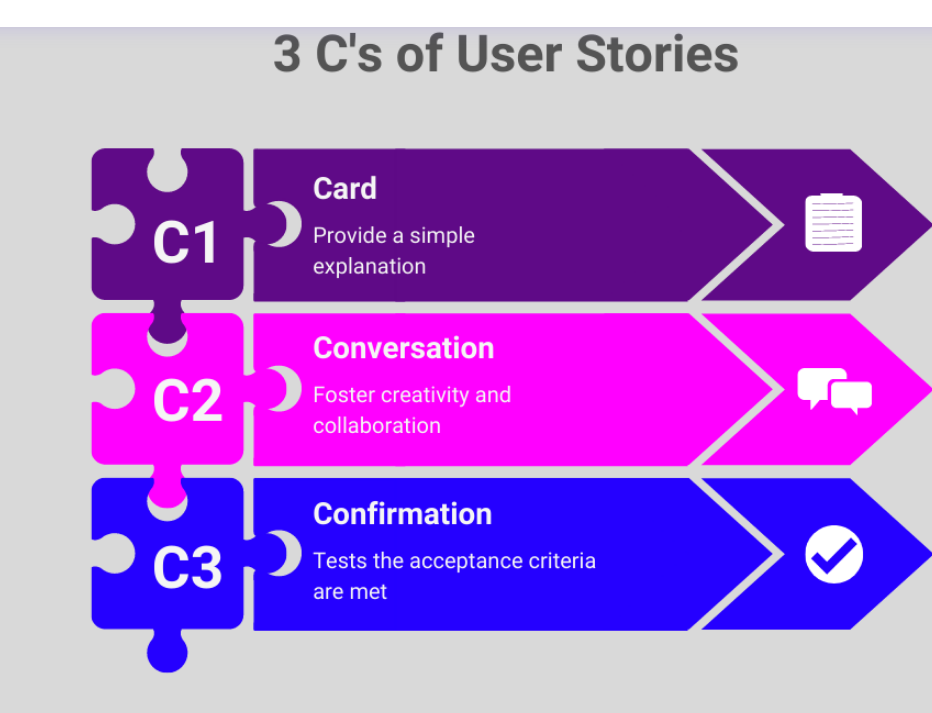 3 C's of User Stories
C1
Card
Provide a simple
explanation
C2
Conversation
Foster creativity and
collaboration
C3
Confirmation
Tests the acceptance criteria
are met